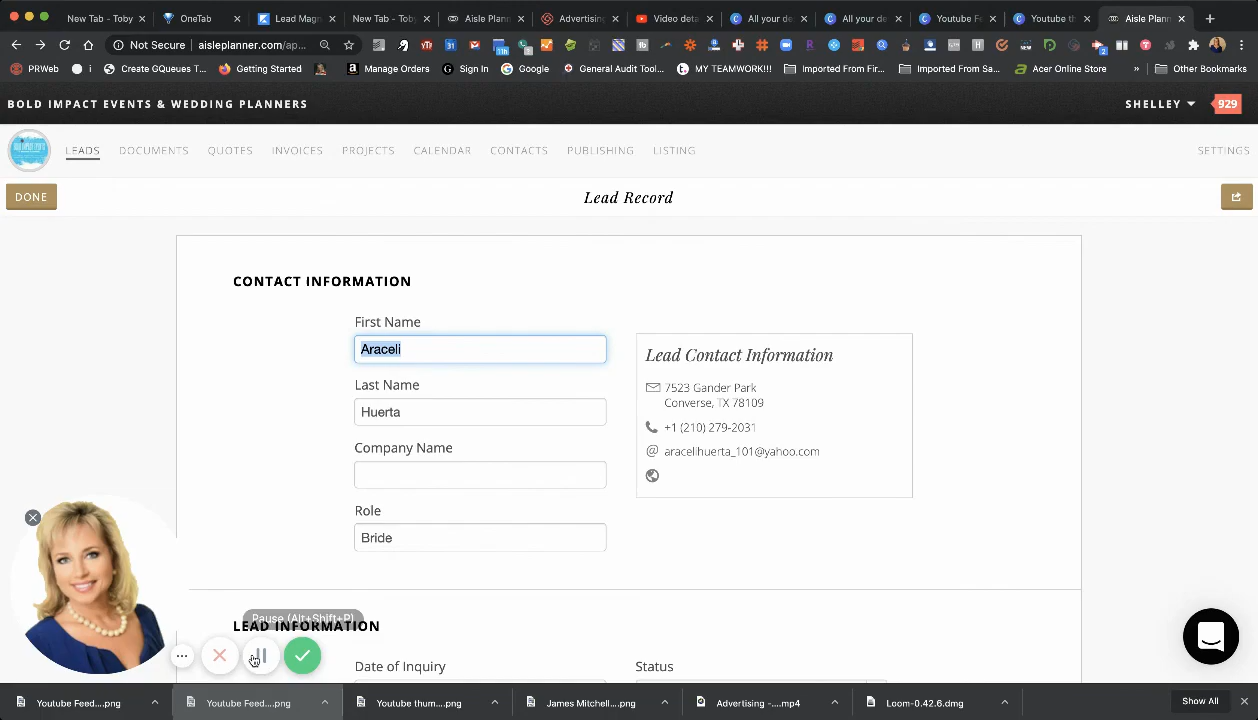 New Tab - Toby
OneTab
Lead Magn
New Tab - Toby
Aisle Plann
Advertising
Video deta
All your de
All your de
Youtube Fe
Youtube th
Aisle Plann
Not Secure | aisleplanner.com/ap...
PRWeb
i
Create GQueues T...
Getting Started
Manage Orders
Sign In
Google
General Audit Tool...
MY TEAMWORK!!!
Imported From Fir...
Imported From Sa...
Acer Online Store
»
Other Bookmarks
BOLD IMPACT EVENTS & WEDDING PLANNERS
SHELLEY
929
LEADS
DOCUMENTS
QUOTES
INVOICES
PROJECTS
CALENDAR
CONTACTS
PUBLISHING
LISTING
SETTINGS
DONE
Lead Record
CONTACT INFORMATION
First Name
Araceli
Last Name
Huerta
Company Name
Role
Bride
Lead Contact Information
7523 Gander Park
Converse, TX 78109
+1 (210) 279-2031
@ aracelihuerta_101@yahoo.com
Pause (Alt+Shift+P)
LEAD INFORMATION
Date of Inquiry
Status
Youtube Feed....png
Youtube Feed....png
Youtube thum....png
James Mitchell....png
Advertising -....mp4
Loom-0.42.6.dmg
Show All